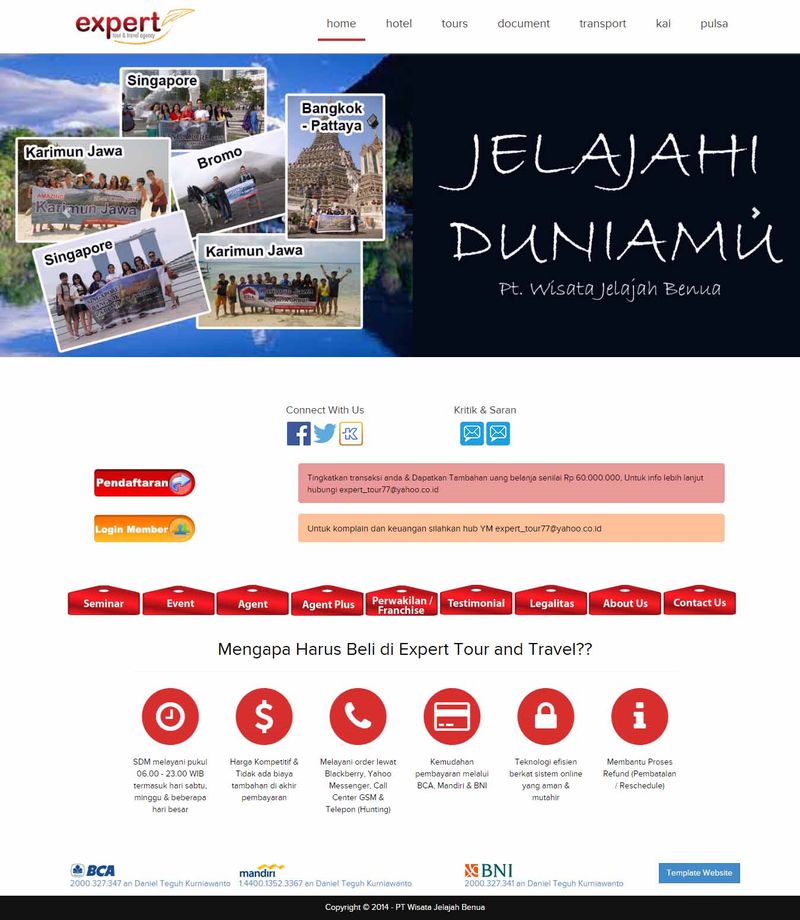 expert
tour & travel agency
home hotel tours document transport kai pulsa
Singapore
Bangkok
- Pattaya
Karimun Jawa
Bromo
AMAZING
Karimun Jawa
Singapore
Karimun Jawa
JELAJAHI
DUNIAMU
Pt. Wisata Jelajah Benua
Connect With Us
Kritik & Saran
Pendaftaran
Tingkatkan transaksi anda & Dapatkan Tambahan uang belanja senilai Rp 60.000.000, Untuk info lebih lanjut
hubungi expert_tour77@yahoo.co.id
Login Member
Untuk komplain dan keuangan silahkan hub YM expert_tour77@yahoo.co.id
Seminar Event Agent Agent Plus Perwakilan / Franchise Testimonial Legalitas About Us Contact Us
Mengapa Harus Beli di Expert Tour and Travel??
SDM melayani pukul
06.00 - 23.00 WIB
termasuk hari sabtu,
minggu & beberapa
hari besar
Harga Kompetitif &
Tidak ada biaya
tambahan di akhir
pembayaran
Melayani order lewat
Blackberry, Yahoo
Messenger, Call
Center GSM &
Telepon (Hunting)
Kemudahan
pembayaran melalui
BCA, Mandiri & BNI
Teknologi efisien
berkat sistem online
yang aman &
mutahir
Membantu Proses
Refund (Pembatalan
/ Reschedule)
BCA
2000.327.347 an Daniel Teguh Kurniawanto
mandiri
1.4400.1352.3367 an Daniel Teguh Kurniawanto
BNI
2000.327.341 an Daniel Teguh Kurniawanto
Template Website
Copyright © 2014 - PT Wisata Jelajah Benua